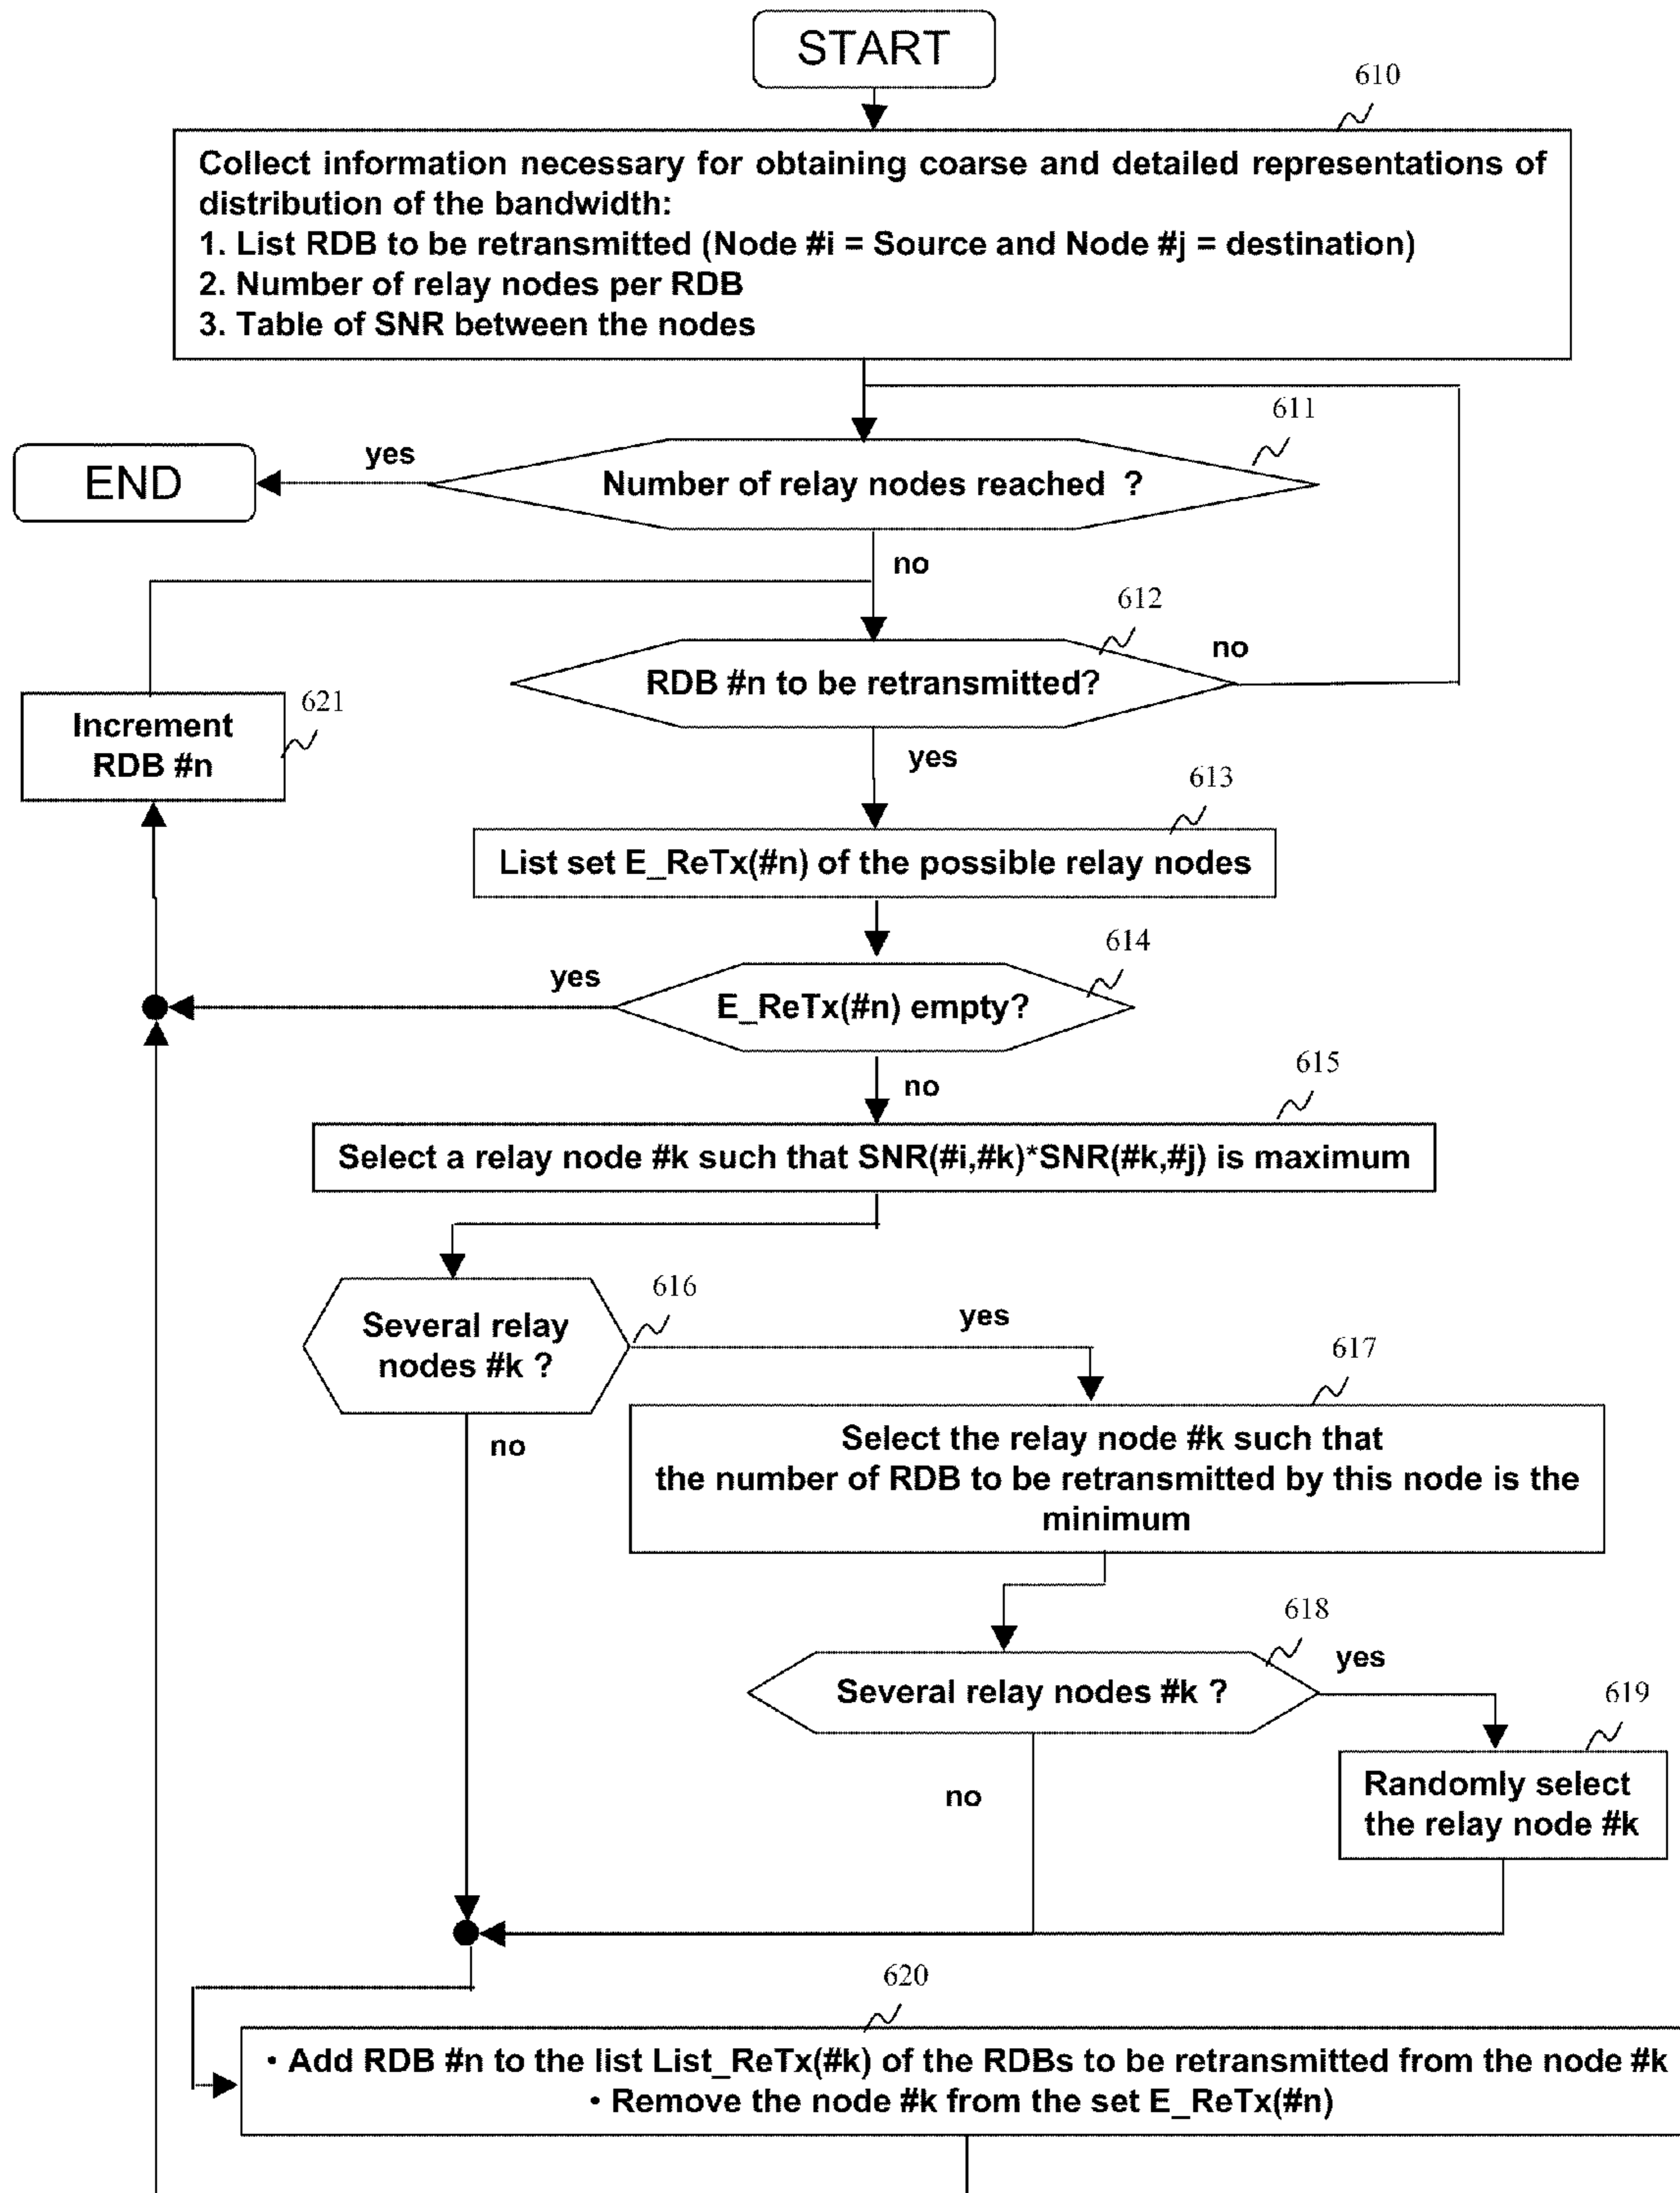 START
610
Collect information necessary for obtaining coarse and detailed representations of
distribution of the bandwidth:
1. List RDB to be retransmitted (Node #i = Source and Node #j = destination)
2. Number of relay nodes per RDB
3. Table of SNR between the nodes
611
END
yes
Number of relay nodes reached ?
no
612
RDB #n to be retransmitted?
no
621
Increment
RDB #n
yes
613
List set E_ReTx(#n) of the possible relay nodes
614
yes
E_ReTx(#n) empty?
no
615
Select a relay node #k such that SNR(#i,#k)*SNR(#k,#j) is maximum
616
Several relay
nodes #k ?
yes
617
no
Select the relay node #k such that
the number of RDB to be retransmitted by this node is the
minimum
618
Several relay nodes #k ?
yes
619
no
Randomly select
the relay node #k
620
• Add RDB #n to the list List_ReTx(#k) of the RDBs to be retransmitted from the node #k
• Remove the node #k from the set E_ReTx(#n)